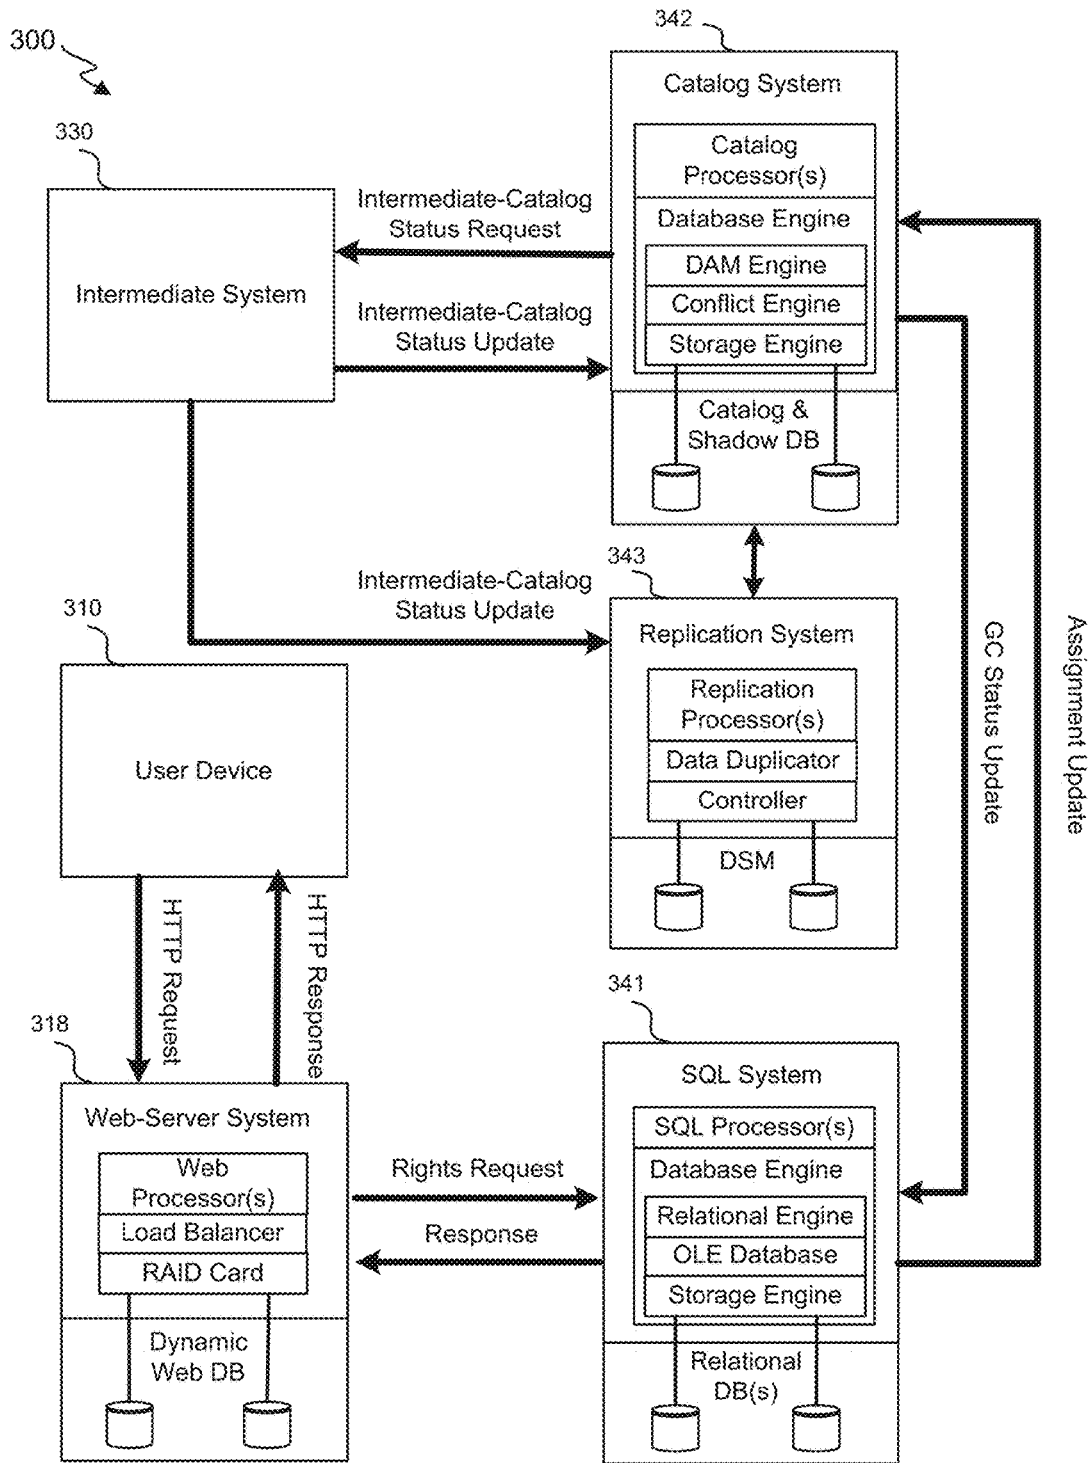 300
342
Catalog System
Catalog
Processor(s)
Database Engine
DAM Engine
Conflict Engine
Storage Engine
Catalog &
Shadow DB
330
Intermediate System
Intermediate-Catalog
Status Request
Intermediate-Catalog
Status Update
Intermediate-Catalog
Status Update
343
Replication System
Replication
Processor(s)
Data Duplicator
Controller
DSM
GC Status Update
Assignment Update
310
User Device
HTTP Request
HTTP Response
318
Web-Server System
Web
Processor(s)
Load Balancer
RAID Card
Dynamic
Web DB
Rights Request
Response
341
SQL System
SQL Processor(s)
Database Engine
Relational Engine
OLE Database
Storage Engine
Relational
DB(s)